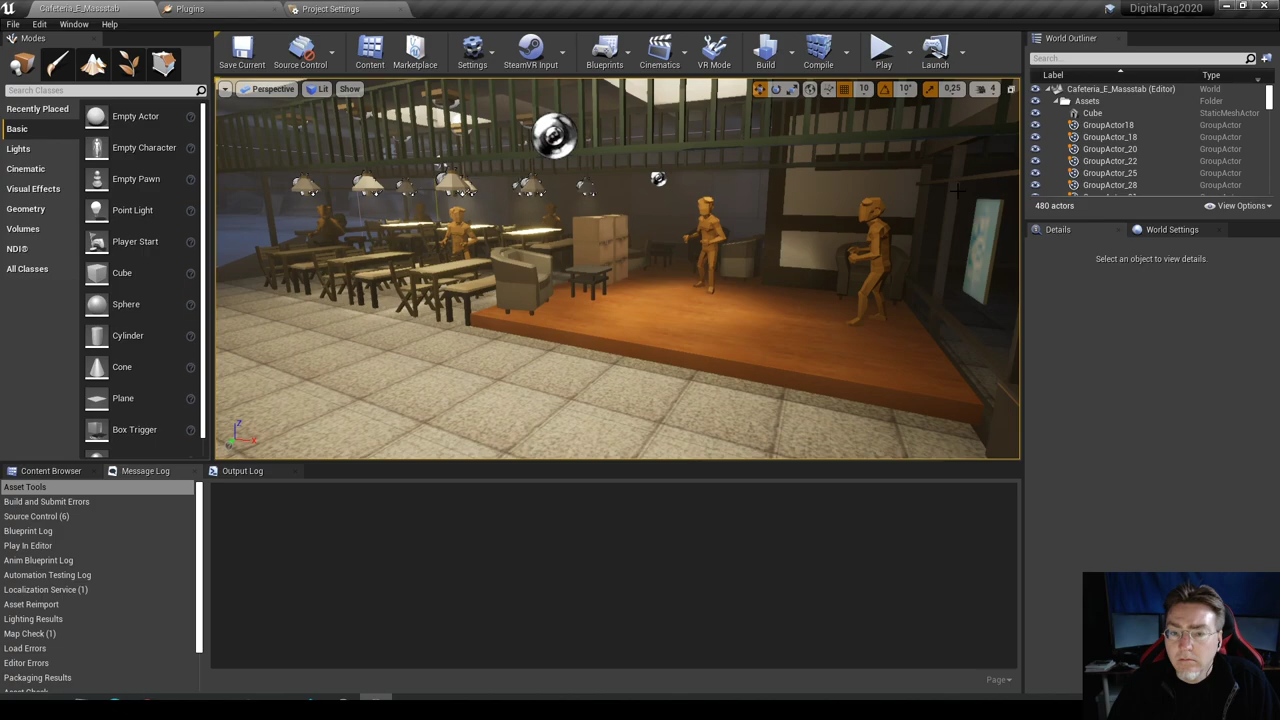 Cafeteria_E_Massstab
Plugins
Project Settings
DigitalTag2020
File Edit Window Help
Modes
Search Classes
Recently Placed
Basic
Lights
Cinematic
Visual Effects
Geometry
Volumes
NDI®
All Classes
Empty Actor
Empty Character
Empty Pawn
Point Light
Player Start
Cube
Sphere
Cylinder
Cone
Plane
Box Trigger
Save Current
Source Control
Content
Marketplace
Settings
SteamVR Input
Blueprints
Cinematics
VR Mode
Build
Compile
Play
Launch
Perspective
Lit
Show
10
10°
0,25
4
Z
X
World Outliner
Search...
Label Type
Cafeteria_E_Massstab (Editor) World
Assets Folder
Cube StaticMeshActor
GroupActor18 GroupActor
GroupActor_18 GroupActor
GroupActor_20 GroupActor
GroupActor_22 GroupActor
GroupActor_25 GroupActor
GroupActor_28 GroupActor
480 actors
View Options
Details
World Settings
Select an object to view details.
Content Browser
Message Log
Output Log
Asset Tools
Build and Submit Errors
Source Control (6)
Blueprint Log
Play In Editor
Anim Blueprint Log
Automation Testing Log
Localization Service (1)
Asset Reimport
Lighting Results
Map Check (1)
Load Errors
Editor Errors
Packaging Results
Page